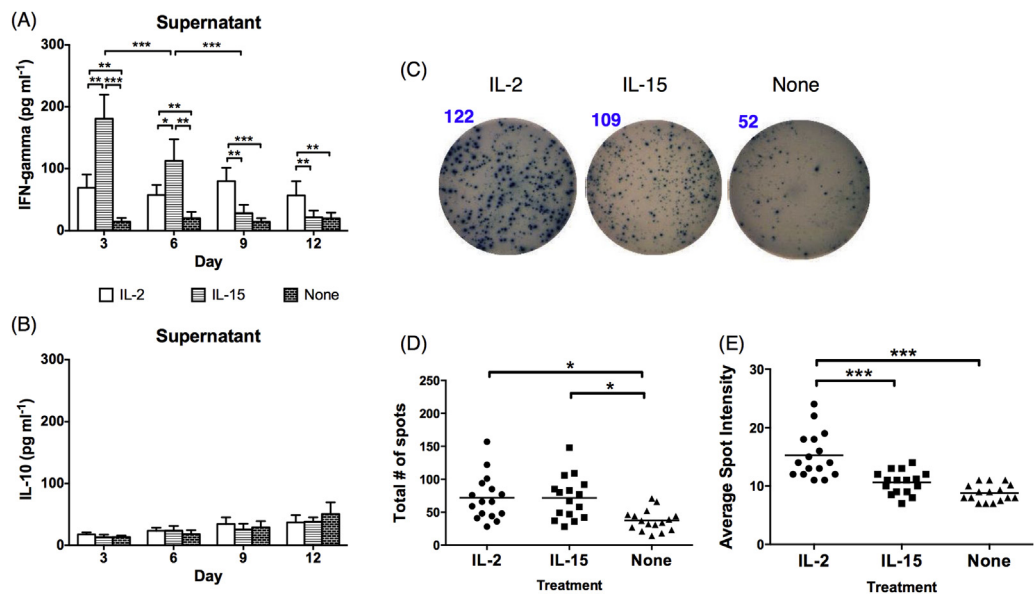 (A)
Supernatant
IFN-gamma (pg ml⁻¹)
300
200
100
0
***
***
**
**
***
**
*
**
***
**
**
**
3
6
9
12
Day
IL-2
IL-15
None
(B)
Supernatant
IL-10 (pg ml⁻¹)
300
200
100
0
3
6
9
12
Day
(C)
IL-2
IL-15
None
122
109
52
(D)
Total # of spots
250
200
150
100
50
0
*
*
IL-2
IL-15
None
Treatment
(E)
Average Spot Intensity
30
20
10
0
***
***
IL-2
IL-15
None
Treatment